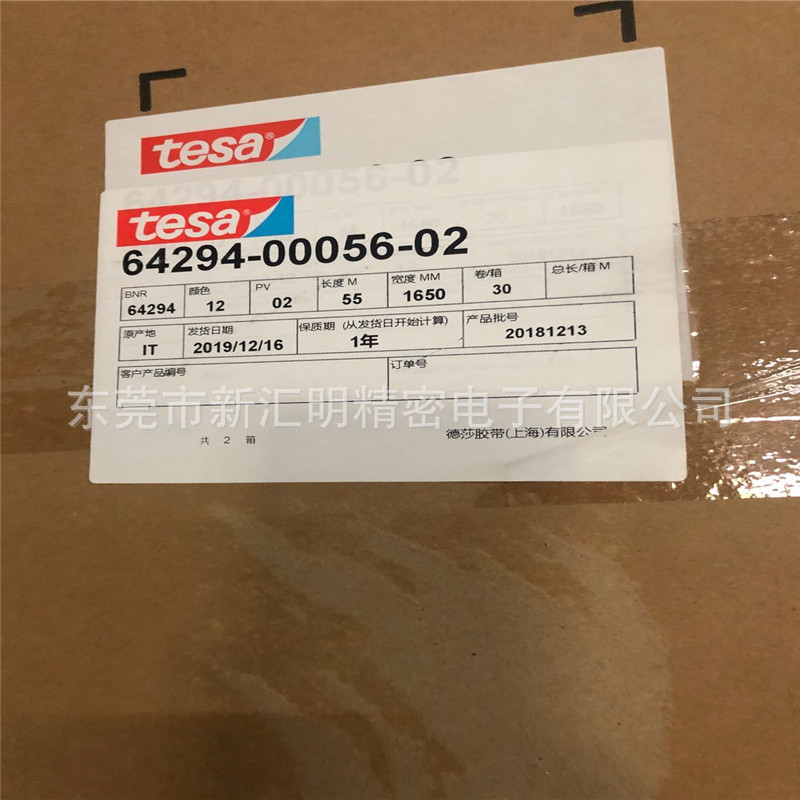 tesa®
64294-00056-02
tesa®
64294-00056-02
BNR 颜色 PV 长度 M 宽度 MM 卷/箱 总长/箱 M
64294 12 02 55 1650 30
原产地 发货日期 保质期 (从发货日开始计算) 产品批号
IT 2019/12/16 1年 20181213
客户产品编号 订单号
东莞市新汇明精密电子有限公司
共 2 箱 德莎胶带(上海)有限公司